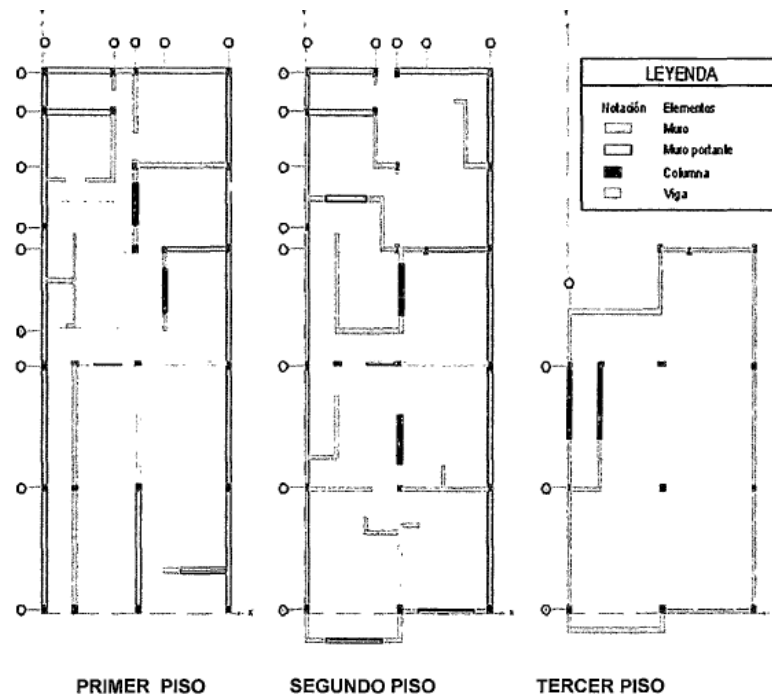 LEYENDA
Notación Elementos
Muro
Muro portante
Columna
Viga
x
PRIMER PISO
SEGUNDO PISO
TERCER PISO